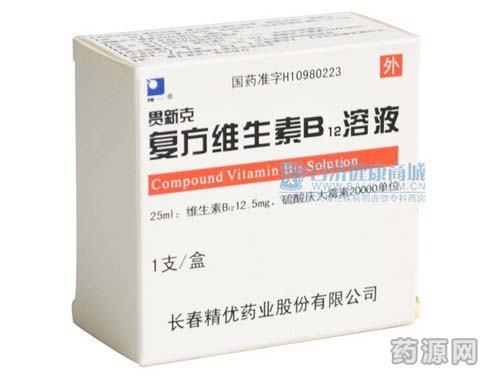 国药准字H10980223
外
贯新克
复方维生素B12溶液
Compound Vitamin B12 Solution
25ml:维生素B12 12.5mg,硫酸庆大霉素20000单位
1支/盒
长春精优药业股份有限公司
药源网